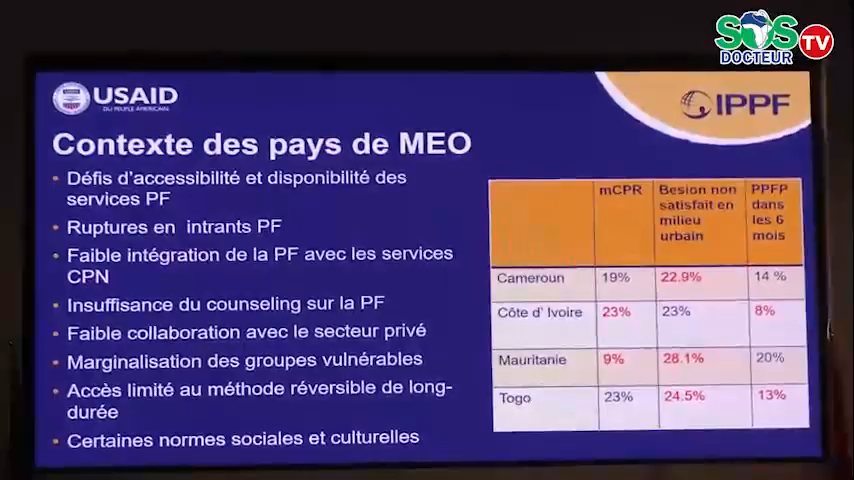 SOS
DOCTEUR
TV
USAID
DU PEUPLE AMERICAIN
IPPF
Contexte des pays de MEO
• Défis d'accessibilité et disponibilité des
services PF
• Ruptures en intrants PF
• Faible intégration de la PF avec les services
CPN
• Insuffisance du counseling sur la PF
• Faible collaboration avec le secteur privé
• Marginalisation des groupes vulnérables
• Accès limité au méthode réversible de long-
durée
• Certaines normes sociales et culturelles
mCPR
Besion non
satisfait en
milieu
urbain
PPFP
dans
les 6
mois
Cameroun 19% 22.9% 14 %
Côte d' Ivoire 23% 23% 8%
Mauritanie 9% 28.1% 20%
Togo 23% 24.5% 13%